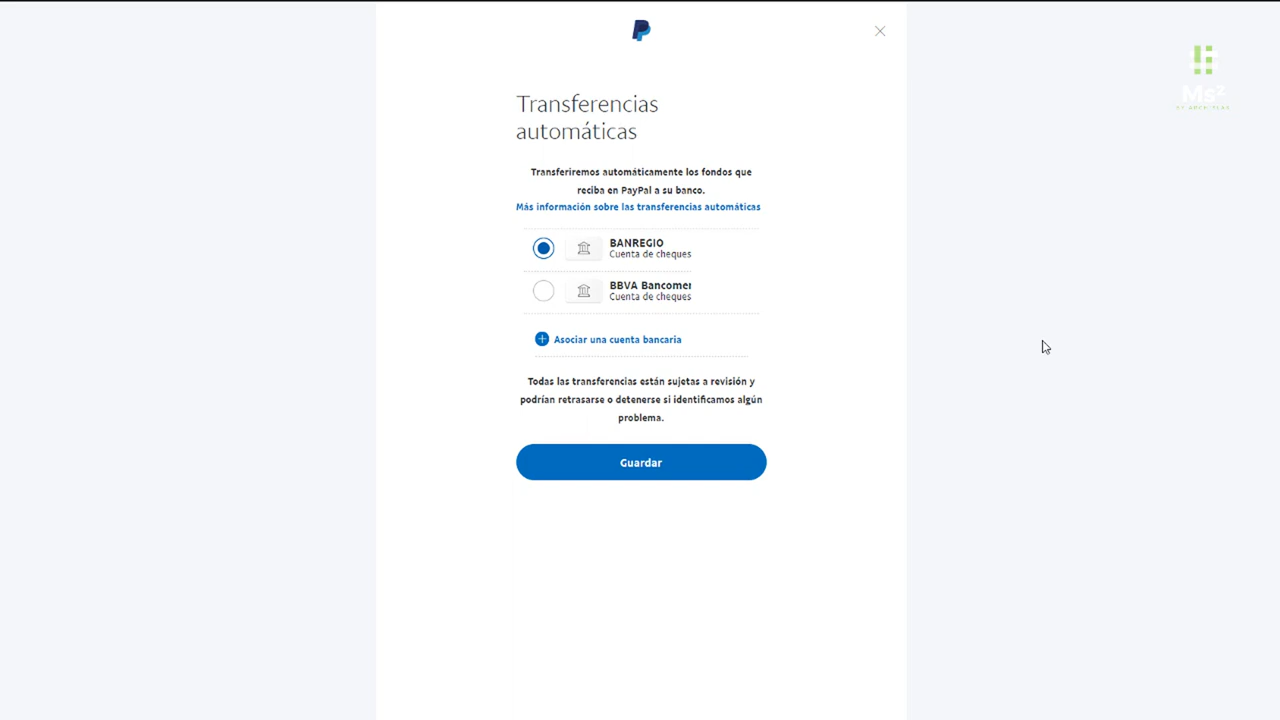 Ms²
Transferencias
automáticas
Transferiremos automáticamente los fondos que
reciba en PayPal a su banco.
Más información sobre las transferencias automáticas
BANREGIO
Cuenta de cheques
BBVA Bancomer
Cuenta de cheques
Asociar una cuenta bancaria
Todas las transferencias están sujetas a revisión y
podrían retrasarse o detenerse si identificamos algún
problema.
Guardar